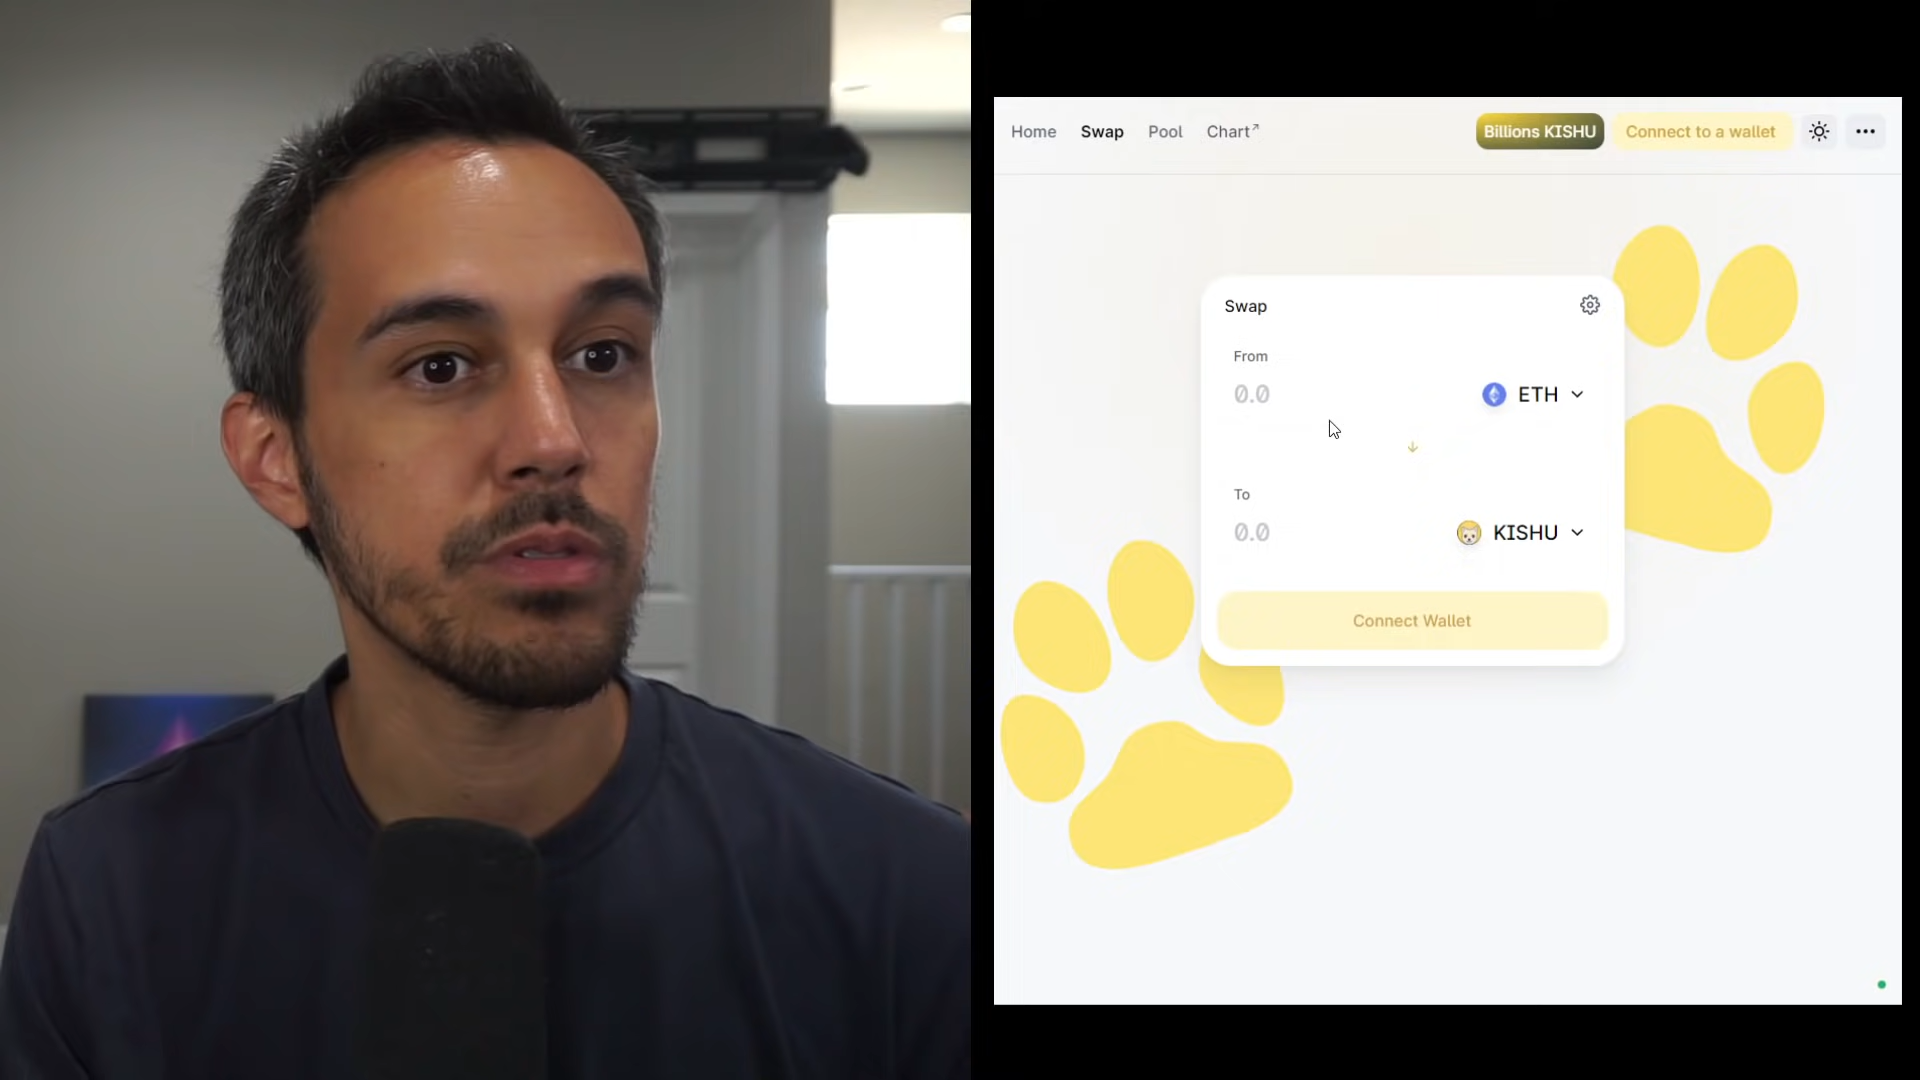 Home Swap Pool Chart↗ Billions KISHU Connect to a wallet
Swap
From
0.0 ETH
To
0.0 KISHU
Connect Wallet